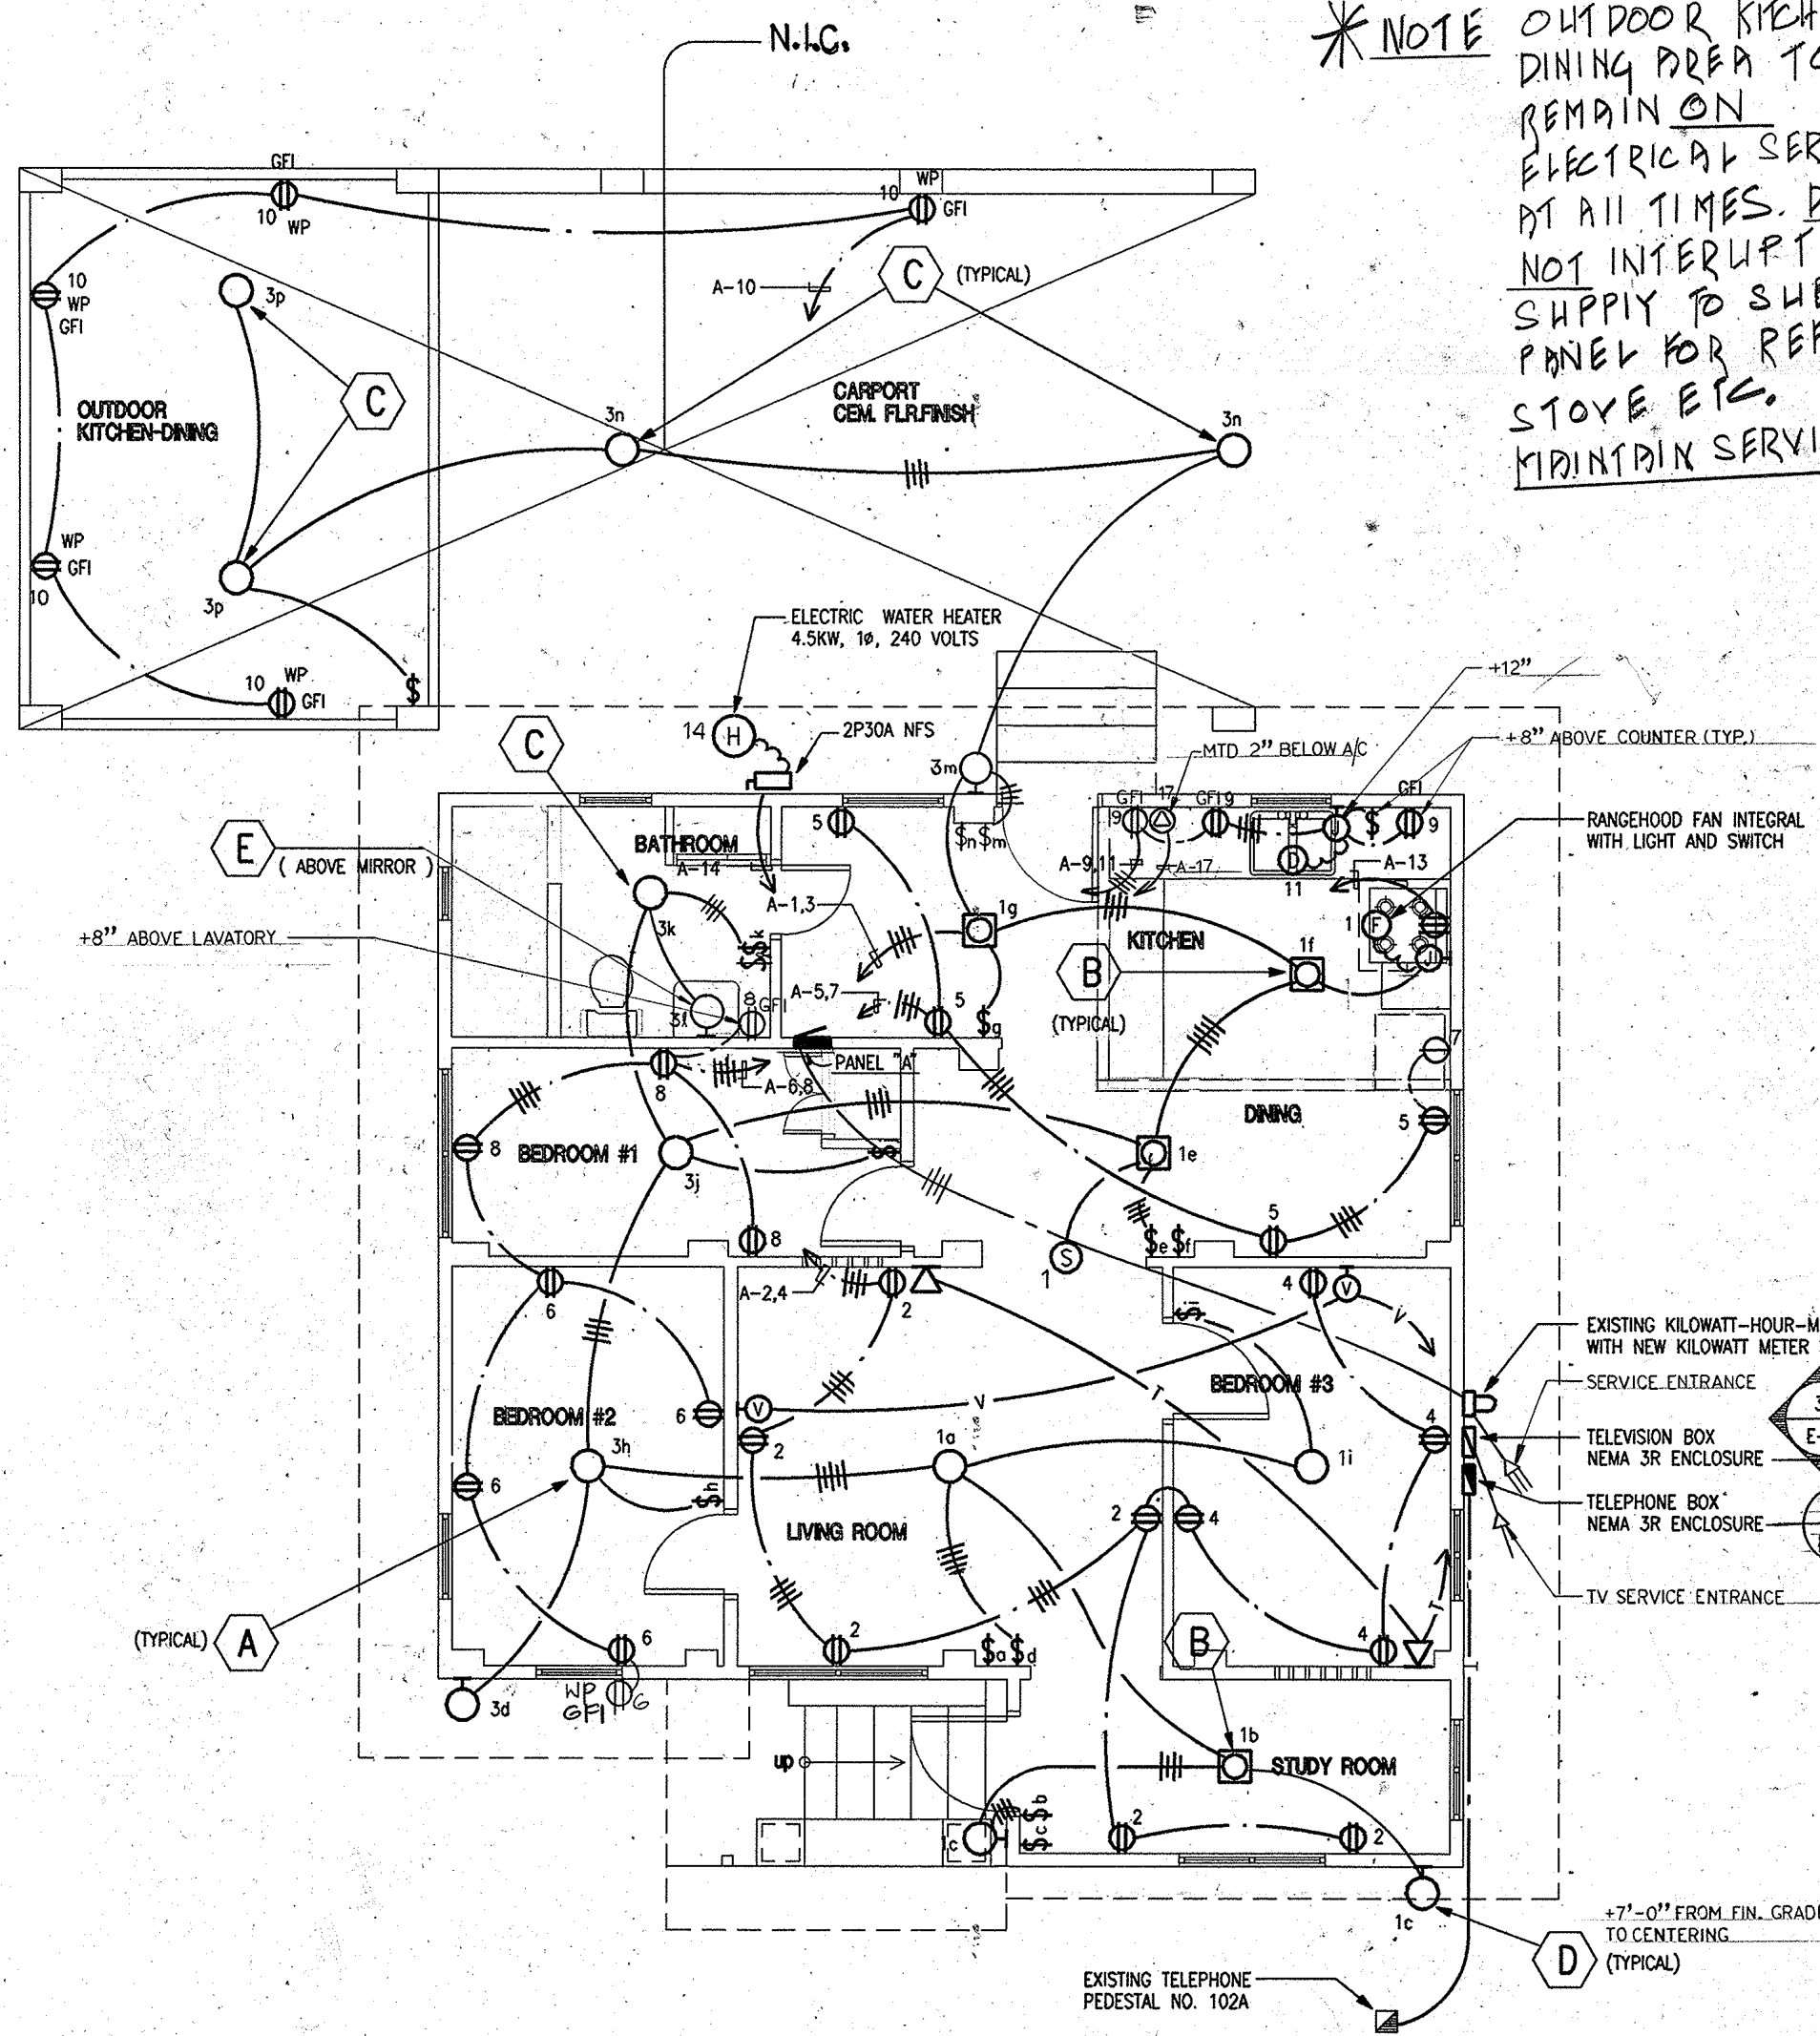 N.I.C.
* NOTE OUTDOOR KITCH
DINING AREA TO
REMAIN ON
ELECTRICAL SER
AT All TIMES.
NOT INTERUPT
SUPPlY TO SUB
PANEL FOR REF
STOVE ETC.
MAINTAIN SERVI
GFI
10
WP
10
WP
GFI
10
WP
GFI
3p
C
OUTDOOR
KITCHEN-DINING
WP
GFI
10
3p
10
WP
GFI
$
A-10
C
(TYPICAL)
CARPORT
CEM. FLR.FINISH
3n
3n
ELECTRIC WATER HEATER
4.5KW, 1ø, 240 VOLTS
14
H
2P30A NFS
C
3m
MTD 2" BELOW A/C
+12"
+8" ABOVE COUNTER (TYP.)
RANGEHOOD FAN INTEGRAL
WITH LIGHT AND SWITCH
E
( ABOVE MIRROR )
+8" ABOVE LAVATORY
BATHROOM
A-14
5
$n $m
GFI
9
17
GFI 9
J
$
GFI
9
A-9,11
A-17
D
11
A-13
A-1,3
1g
3k
$k
KITCHEN
1f
1
F
J
B
(TYPICAL)
3l
8
GFI
A-5,7
5
$g
7
PANEL "A"
8
A-6,8
DINING
5
8
BEDROOM #1
3j
$
1e
8
S
1
$e $f
5
6
A-2,4
2
4
V
$i
EXISTING KILOWATT-HOUR-M
WITH NEW KILOWATT METER
SERVICE ENTRANCE
TELEVISION BOX
NEMA 3R ENCLOSURE
TELEPHONE BOX
NEMA 3R ENCLOSURE
TV SERVICE ENTRANCE
3
E-
V
T
V
BEDROOM #3
BEDROOM #2
6
V
2
4
3h
$h
1a
1i
6
LIVING ROOM
2
4
T
(TYPICAL)
A
6
2
$a $d
B
4
3d
WP
GFI
6
up
1b
STUDY ROOM
$c $b
1c
2
2
1c
+7'-0" FROM FIN. GRAD
TO CENTERING
D
(TYPICAL)
EXISTING TELEPHONE
PEDESTAL NO. 102A